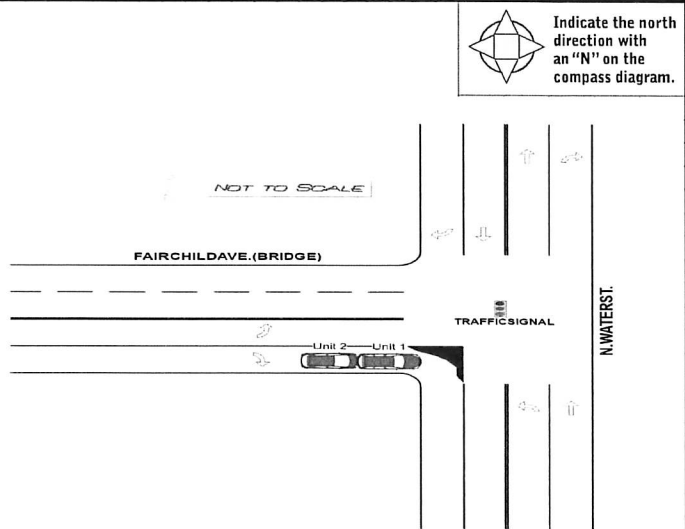 Indicate the north
direction with
an "N" on the
compass diagram.
NOT TO SCALE
FAIRCHILDAVE.(BRIDGE)
TRAFFICSIGNAL
N.WATERST.
Unit 2 Unit 1